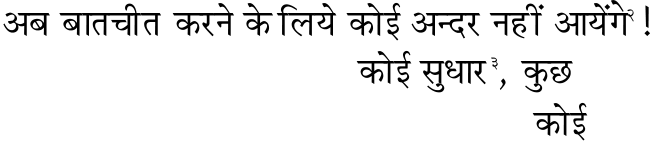 अब बातचीत करने के लिये कोई अन्दर नहीं आयेंगे२ !
कोई सुधार३, कुछ
कोई